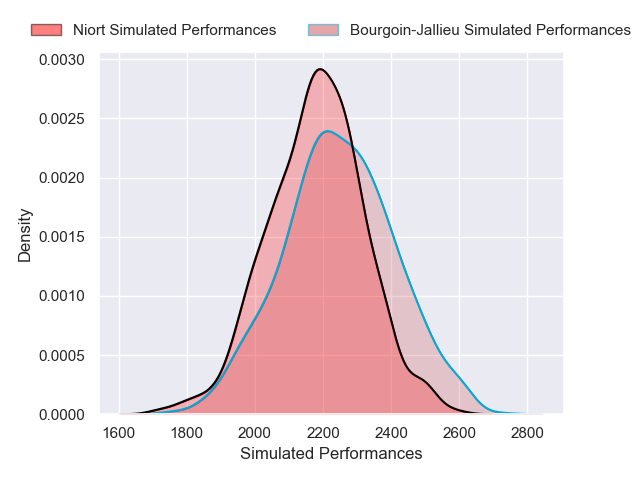 Niort Simulated Performances
Bourgoin-Jallieu Simulated Performances
0.0030
0.0025
0.0020
0.0015
0.0010
0.0005
0.0000
Density
1600 1800 2000 2200 2400 2600 2800
Simulated Performances